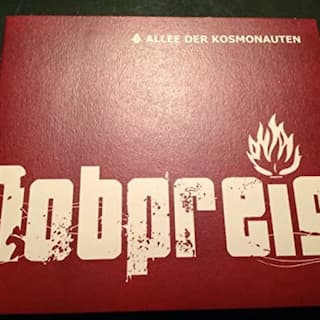 ALLEE DER KOSMONAUTEN
Lobpreis